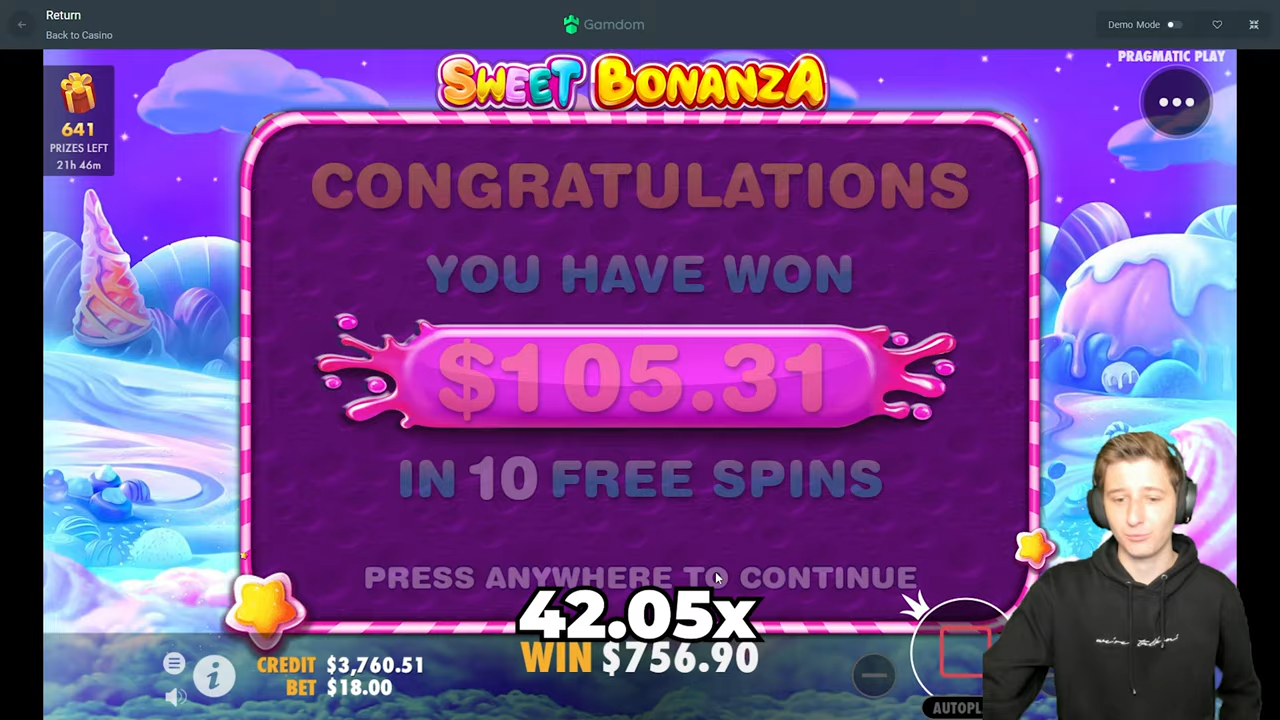 Return
Back to Casino
Gamdom
Demo Mode
PRAGMATIC PLAY
SWEET BONANZA
641
PRIZES LEFT
21h 46m
CONGRATULATIONS
YOU HAVE WON
$105.31
IN 10 FREE SPINS
PRESS ANYWHERE TO CONTINUE
42.05x
WIN $756.90
CREDIT $3,760.51
BET $18.00
AUTOPL